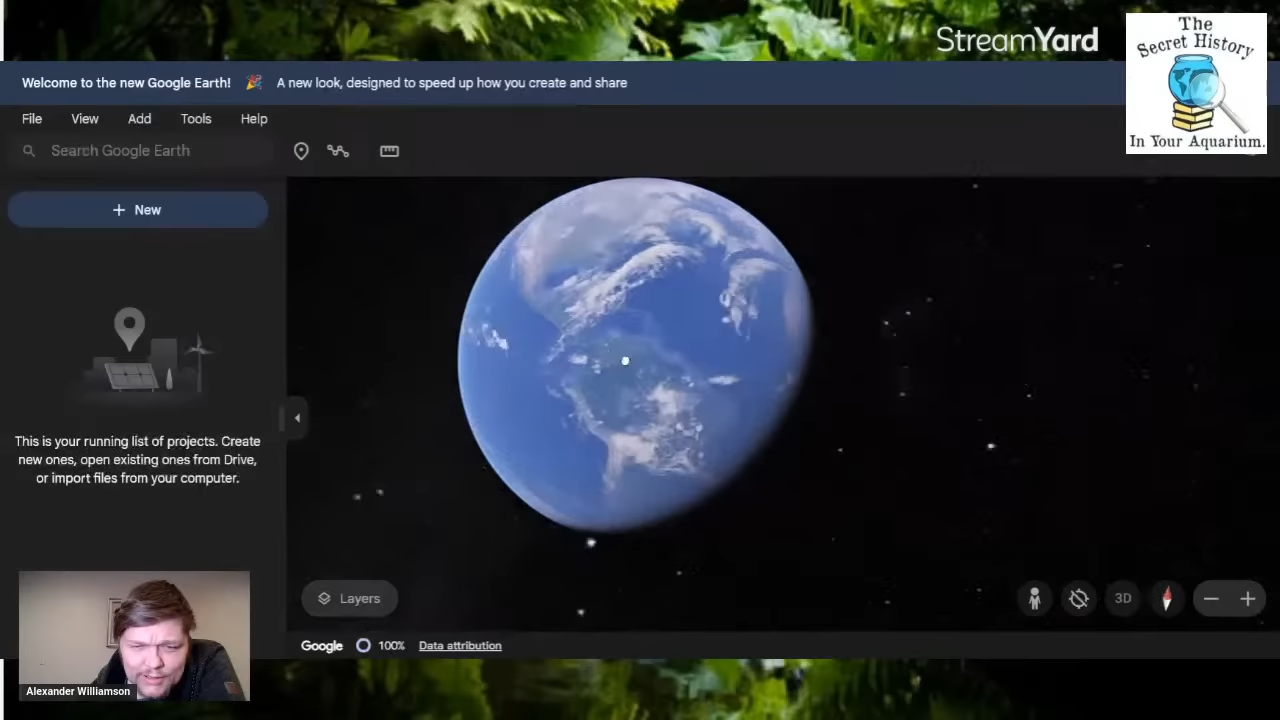 StreamYard
The
Secret History
In Your Aquarium.
Welcome to the new Google Earth! 🎉 A new look, designed to speed up how you create and share
File View Add Tools Help
Search Google Earth
+ New
This is your running list of projects. Create
new ones, open existing ones from Drive,
or import files from your computer.
Layers
3D
Google 100% Data attribution
Alexander Williamson